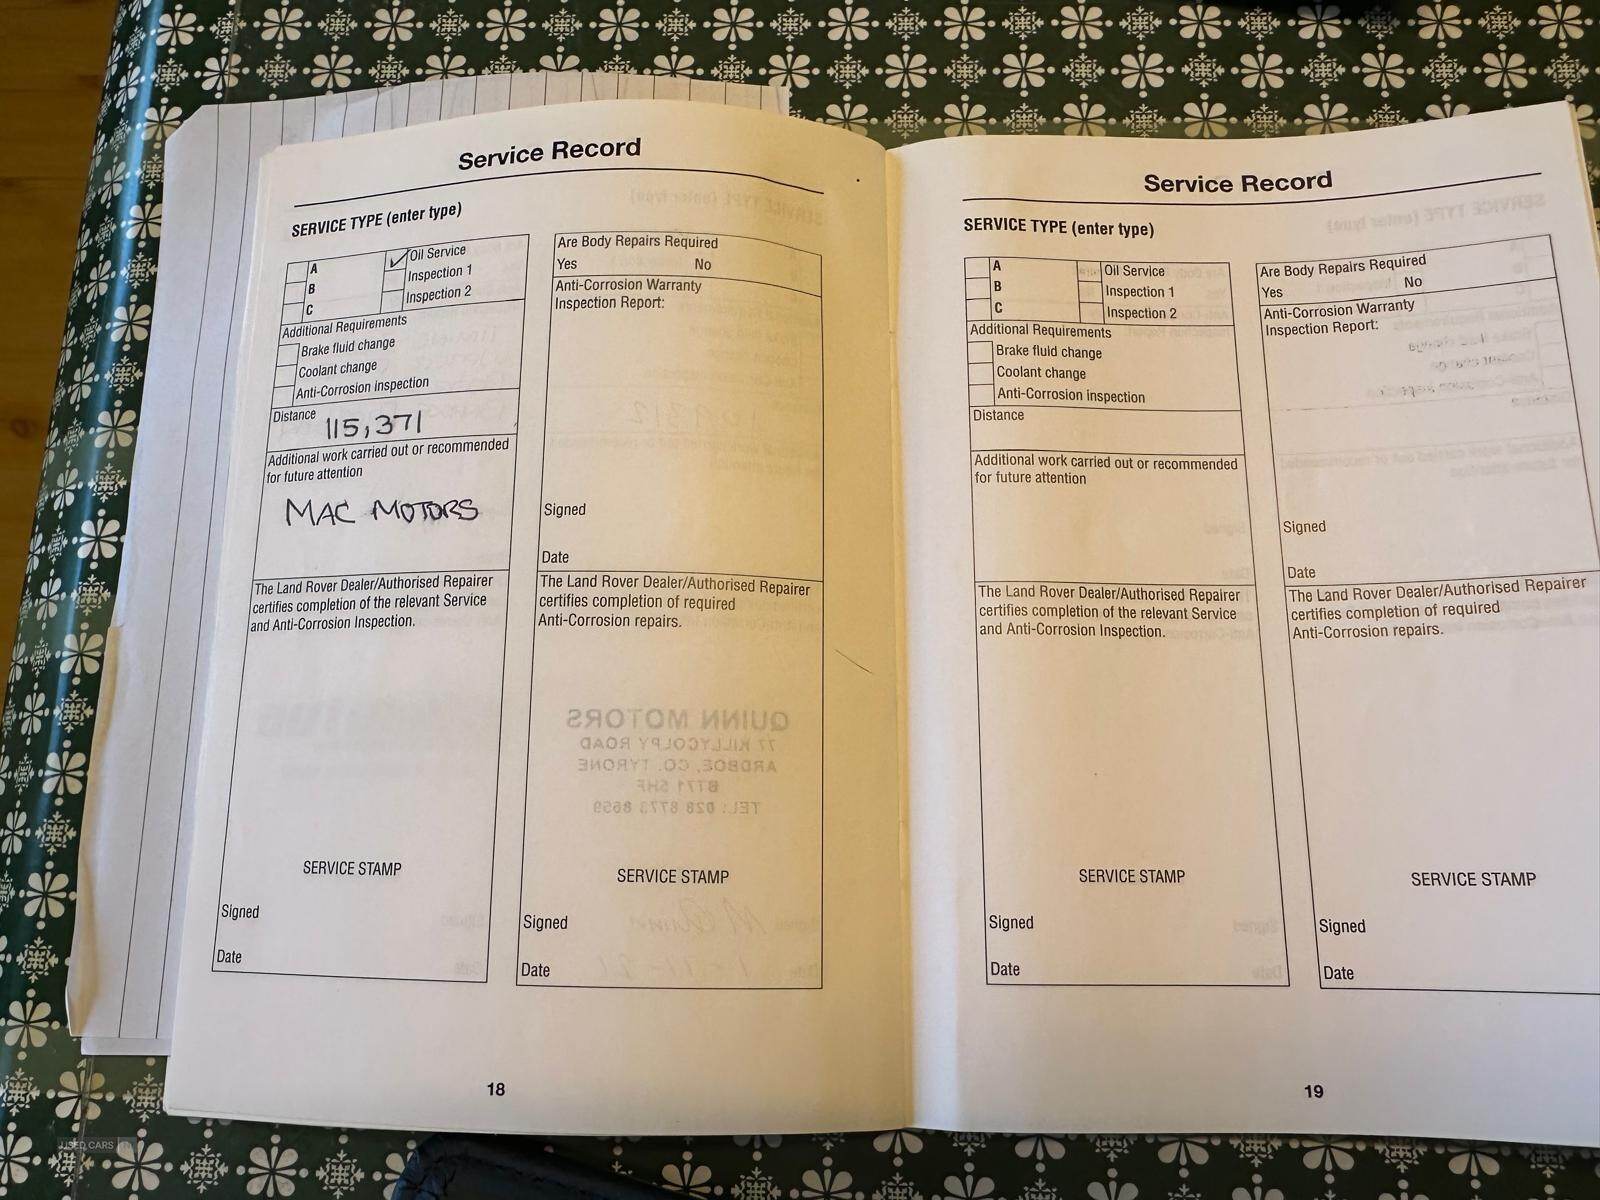 Service Record
SERVICE TYPE (enter type)
A
B
C
✓ Oil Service
Inspection 1
Inspection 2
Additional Requirements
Brake fluid change
Coolant change
Anti-Corrosion inspection
Distance 115,371
Additional work carried out or recommended
for future attention
MAC MOTORS
The Land Rover Dealer/Authorised Repairer
certifies completion of the relevant Service
and Anti-Corrosion Inspection.
SERVICE STAMP
Signed
Date
Are Body Repairs Required
Yes No
Anti-Corrosion Warranty
Inspection Report:
Signed
Date
The Land Rover Dealer/Authorised Repairer
certifies completion of required
Anti-Corrosion repairs.
QUINN MOTORS
77 KILLYCOLPY ROAD
ARDBOE, CO. TYRONE
BT71 5HF
TEL: 028 8773 8659
SERVICE STAMP
Signed
Date
18
Service Record
SERVICE TYPE (enter type)
A
B
C
Oil Service
Inspection 1
Inspection 2
Additional Requirements
Brake fluid change
Coolant change
Anti-Corrosion inspection
Distance
Additional work carried out or recommended
for future attention
The Land Rover Dealer/Authorised Repairer
certifies completion of the relevant Service
and Anti-Corrosion Inspection.
SERVICE STAMP
Signed
Date
Are Body Repairs Required
Yes No
Anti-Corrosion Warranty
Inspection Report:
Signed
Date
The Land Rover Dealer/Authorised Repairer
certifies completion of required
Anti-Corrosion repairs.
SERVICE STAMP
Signed
Date
19
USED CARS